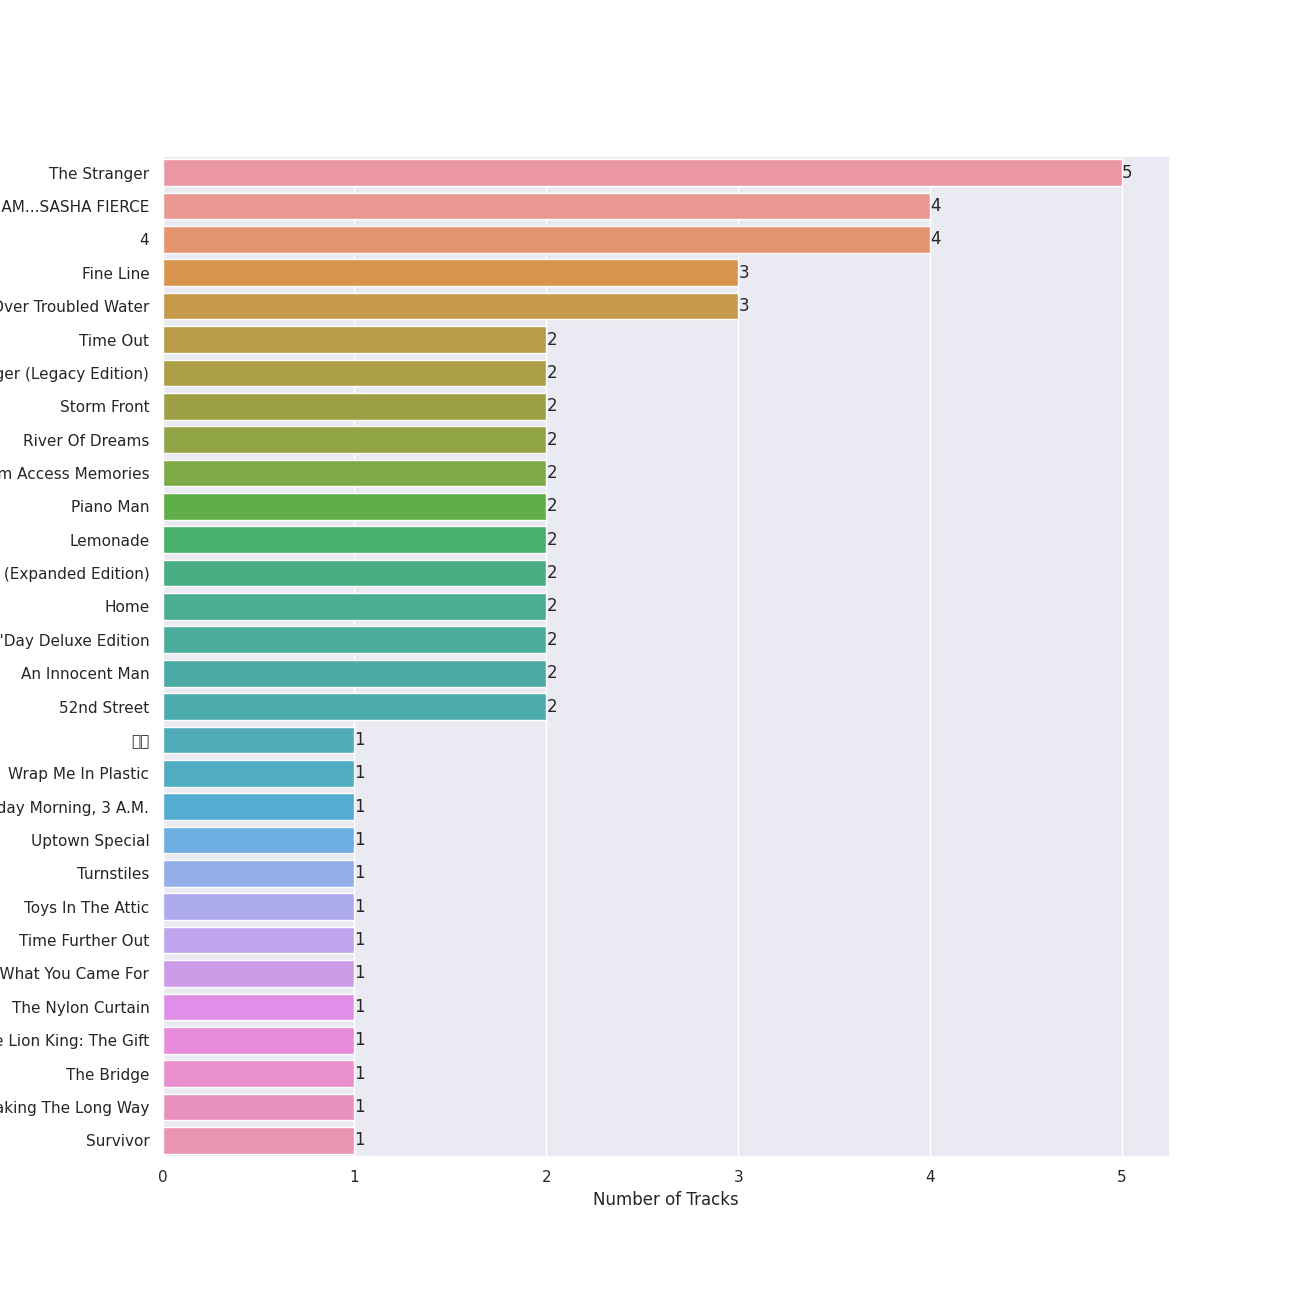 The Stranger 5
AM...SASHA FIERCE 4
4 4
Fine Line 3
Over Troubled Water 3
Time Out 2
ger (Legacy Edition) 2
Storm Front 2
River Of Dreams 2
m Access Memories 2
Piano Man 2
Lemonade 2
(Expanded Edition) 2
Home 2
'Day Deluxe Edition 2
An Innocent Man 2
52nd Street 2
1
Wrap Me In Plastic 1
day Morning, 3 A.M. 1
Uptown Special 1
Turnstiles 1
Toys In The Attic 1
Time Further Out 1
What You Came For 1
The Nylon Curtain 1
e Lion King: The Gift 1
The Bridge 1
aking The Long Way 1
Survivor 1
0 1 2 3 4 5
Number of Tracks